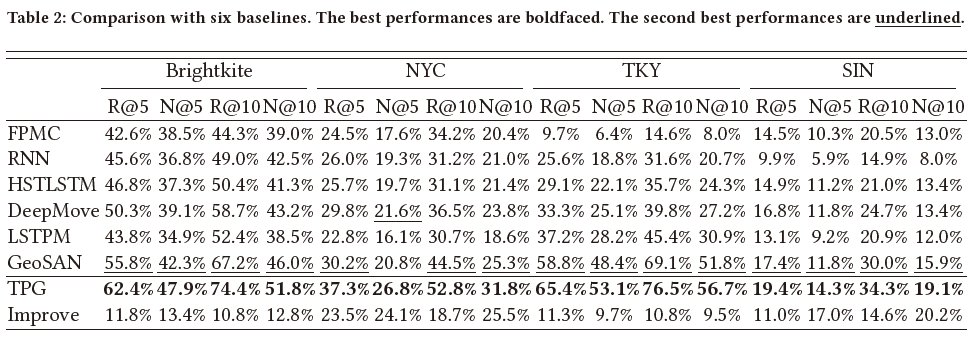 Table 2: Comparison with six baselines. The best performances are boldfaced. The second best performances are underlined.
Brightkite NYC TKY SIN
R@5 N@5 R@10 N@10 R@5 N@5 R@10 N@10 R@5 N@5 R@10 N@10 R@5 N@5 R@10 N@10
FPMC 42.6% 38.5% 44.3% 39.0% 24.5% 17.6% 34.2% 20.4% 9.7% 6.4% 14.6% 8.0% 14.5% 10.3% 20.5% 13.0%
RNN 45.6% 36.8% 49.0% 42.5% 26.0% 19.3% 31.2% 21.0% 25.6% 18.8% 31.6% 20.7% 9.9% 5.9% 14.9% 8.0%
HSTLSTM 46.8% 37.3% 50.4% 41.3% 25.7% 19.7% 31.1% 21.4% 29.1% 22.1% 35.7% 24.3% 14.9% 11.2% 21.0% 13.4%
DeepMove 50.3% 39.1% 58.7% 43.2% 29.8% 21.6% 36.5% 23.8% 33.3% 25.1% 39.8% 27.2% 16.8% 11.8% 24.7% 13.4%
LSTPM 43.8% 34.9% 52.4% 38.5% 22.8% 16.1% 30.7% 18.6% 37.2% 28.2% 45.4% 30.9% 13.1% 9.2% 20.9% 12.0%
GeoSAN 55.8% 42.3% 67.2% 46.0% 30.2% 20.8% 44.5% 25.3% 58.8% 48.4% 69.1% 51.8% 17.4% 11.8% 30.0% 15.9%
TPG 62.4% 47.9% 74.4% 51.8% 37.3% 26.8% 52.8% 31.8% 65.4% 53.1% 76.5% 56.7% 19.4% 14.3% 34.3% 19.1%
Improve 11.8% 13.4% 10.8% 12.8% 23.5% 24.1% 18.7% 25.5% 11.3% 9.7% 10.8% 9.5% 11.0% 17.0% 14.6% 20.2%